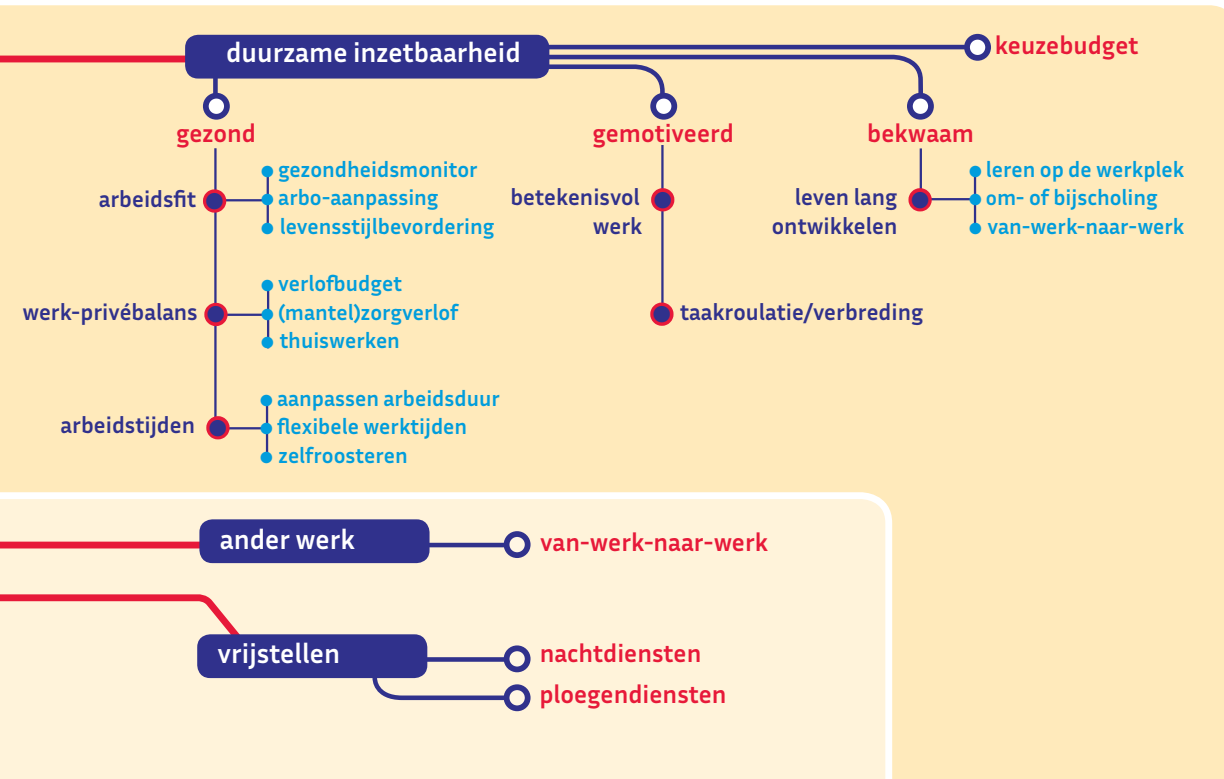 duurzame inzetbaarheid
keuzebudget
gezond
gemotiveerd
bekwaam
arbeidsfit
gezondheidsmonitor
arbo-aanpassing
levensstijlbevordering
betekenisvol
werk
leven lang
ontwikkelen
leren op de werkplek
om- of bijscholing
van-werk-naar-werk
werk-privébalans
verlofbudget
(mantel)zorgverlof
thuiswerken
taakroulatie/verbreding
arbeidstijden
aanpassen arbeidsduur
flexibele werktijden
zelfroosteren
ander werk
van-werk-naar-werk
vrijstellen
nachtdiensten
ploegendiensten